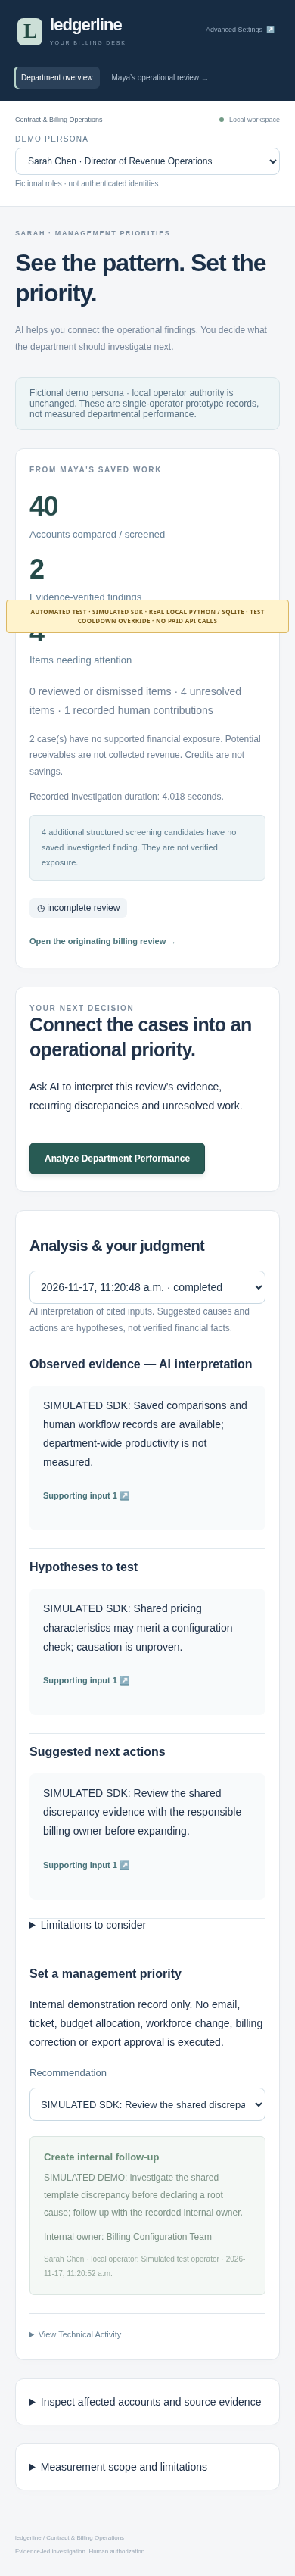 L
ledgerline
YOUR BILLING DESK
Advanced Settings ↗
Department overview
Maya's operational review →
Contract & Billing Operations
Local workspace
DEMO PERSONA
Sarah Chen · Director of Revenue Operations
Fictional roles · not authenticated identities
SARAH · MANAGEMENT PRIORITIES
See the pattern. Set the
priority.
AI helps you connect the operational findings. You decide what
the department should investigate next.
Fictional demo persona · local operator authority is
unchanged. These are single-operator prototype records,
not measured departmental performance.
FROM MAYA'S SAVED WORK
40
Accounts compared / screened
2
Evidence-verified findings
AUTOMATED TEST · SIMULATED SDK · REAL LOCAL PYTHON / SQLITE · TEST
COOLDOWN OVERRIDE · NO PAID API CALLS
4
Items needing attention
0 reviewed or dismissed items · 4 unresolved
items · 1 recorded human contributions
2 case(s) have no supported financial exposure. Potential
receivables are not collected revenue. Credits are not
savings.
Recorded investigation duration: 4.018 seconds.
4 additional structured screening candidates have no
saved investigated finding. They are not verified
exposure.
◷ incomplete review
Open the originating billing review →
YOUR NEXT DECISION
Connect the cases into an
operational priority.
Ask AI to interpret this review's evidence,
recurring discrepancies and unresolved work.
Analyze Department Performance
Analysis & your judgment
2026-11-17, 11:20:48 a.m. · completed
AI interpretation of cited inputs. Suggested causes and
actions are hypotheses, not verified financial facts.
Observed evidence — AI interpretation
SIMULATED SDK: Saved comparisons and
human workflow records are available;
department-wide productivity is not
measured.
Supporting input 1 ↗
Hypotheses to test
SIMULATED SDK: Shared pricing
characteristics may merit a configuration
check; causation is unproven.
Supporting input 1 ↗
Suggested next actions
SIMULATED SDK: Review the shared
discrepancy evidence with the responsible
billing owner before expanding.
Supporting input 1 ↗
▶ Limitations to consider
Set a management priority
Internal demonstration record only. No email,
ticket, budget allocation, workforce change, billing
correction or export approval is executed.
Recommendation
SIMULATED SDK: Review the shared discrepa
Create internal follow-up
SIMULATED DEMO: investigate the shared
template discrepancy before declaring a root
cause; follow up with the recorded internal owner.
Internal owner: Billing Configuration Team
Sarah Chen · local operator: Simulated test operator · 2026-
11-17, 11:20:52 a.m.
▶ View Technical Activity
▶ Inspect affected accounts and source evidence
▶ Measurement scope and limitations
ledgerline / Contract & Billing Operations
Evidence-led investigation. Human authorization.